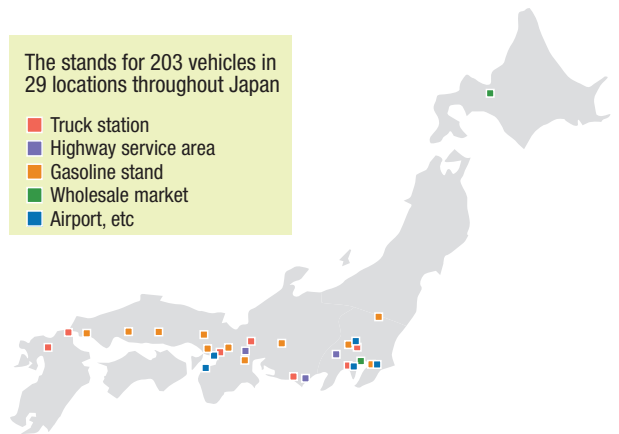 The stands for 203 vehicles in
29 locations throughout Japan
Truck station
Highway service area
Gasoline stand
Wholesale market
Airport, etc